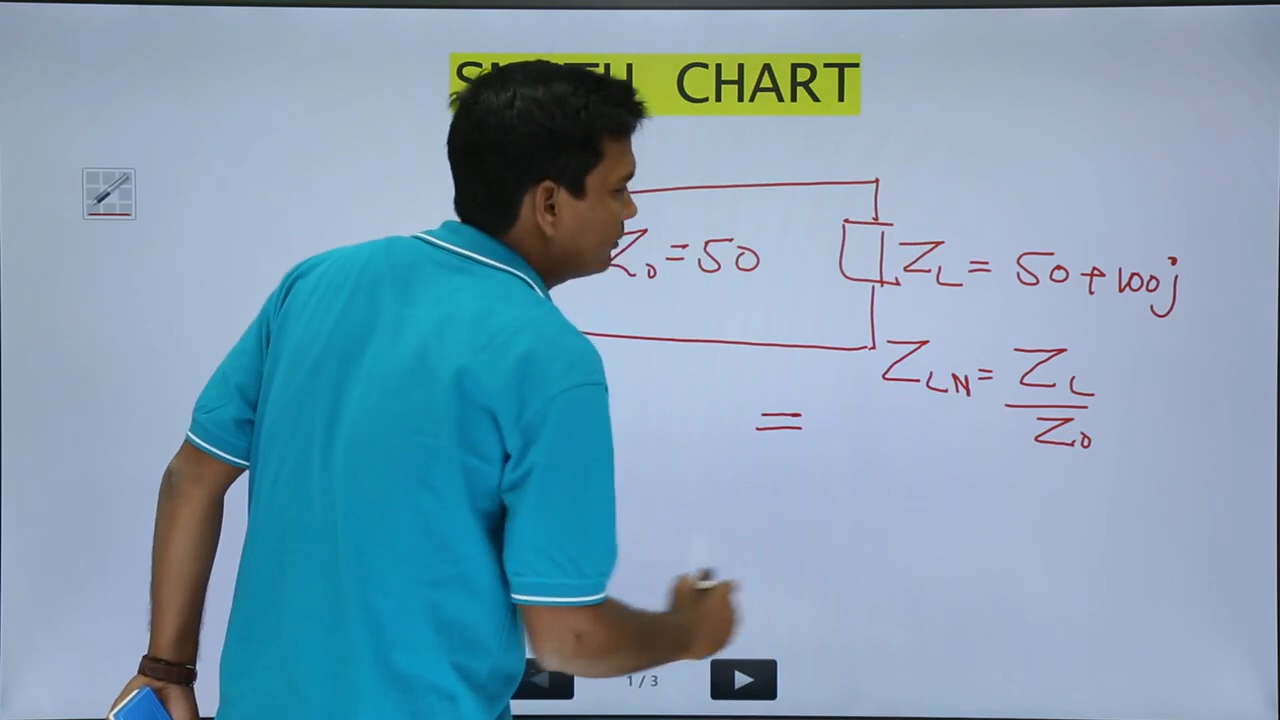 CHART
Z₀ = 50
Z_L = 50 + 100j
Z_LN = Z_L / Z₀
=
1 / 3